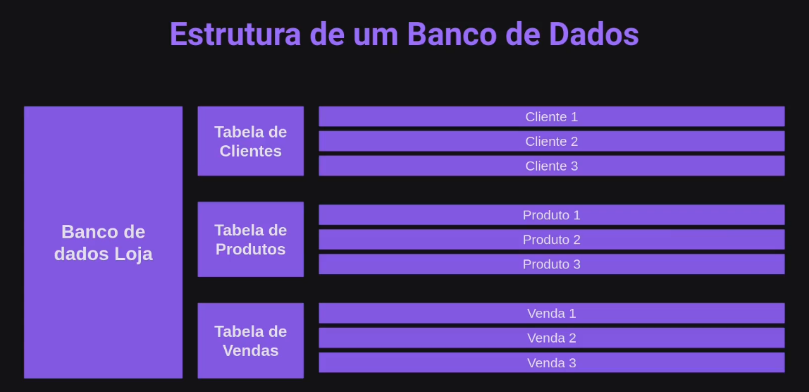 Estrutura de um Banco de Dados
Banco de
dados Loja
Tabela de
Clientes
Cliente 1
Cliente 2
Cliente 3
Tabela de
Produtos
Produto 1
Produto 2
Produto 3
Tabela de
Vendas
Venda 1
Venda 2
Venda 3